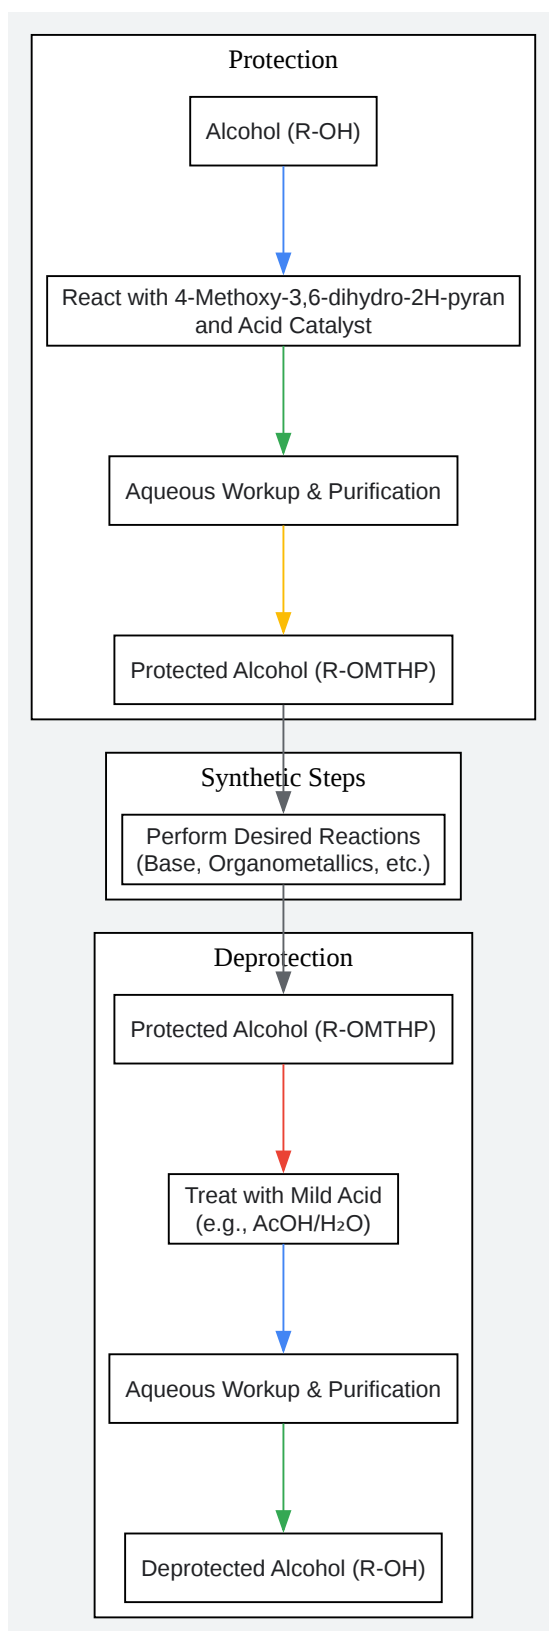 Protection
Alcohol (R-OH)
React with 4-Methoxy-3,6-dihydro-2H-pyran
and Acid Catalyst
Aqueous Workup & Purification
Protected Alcohol (R-OMTHP)
Synthetic Steps
Perform Desired Reactions
(Base, Organometallics, etc.)
Deprotection
Protected Alcohol (R-OMTHP)
Treat with Mild Acid
(e.g., AcOH/H₂O)
Aqueous Workup & Purification
Deprotected Alcohol (R-OH)